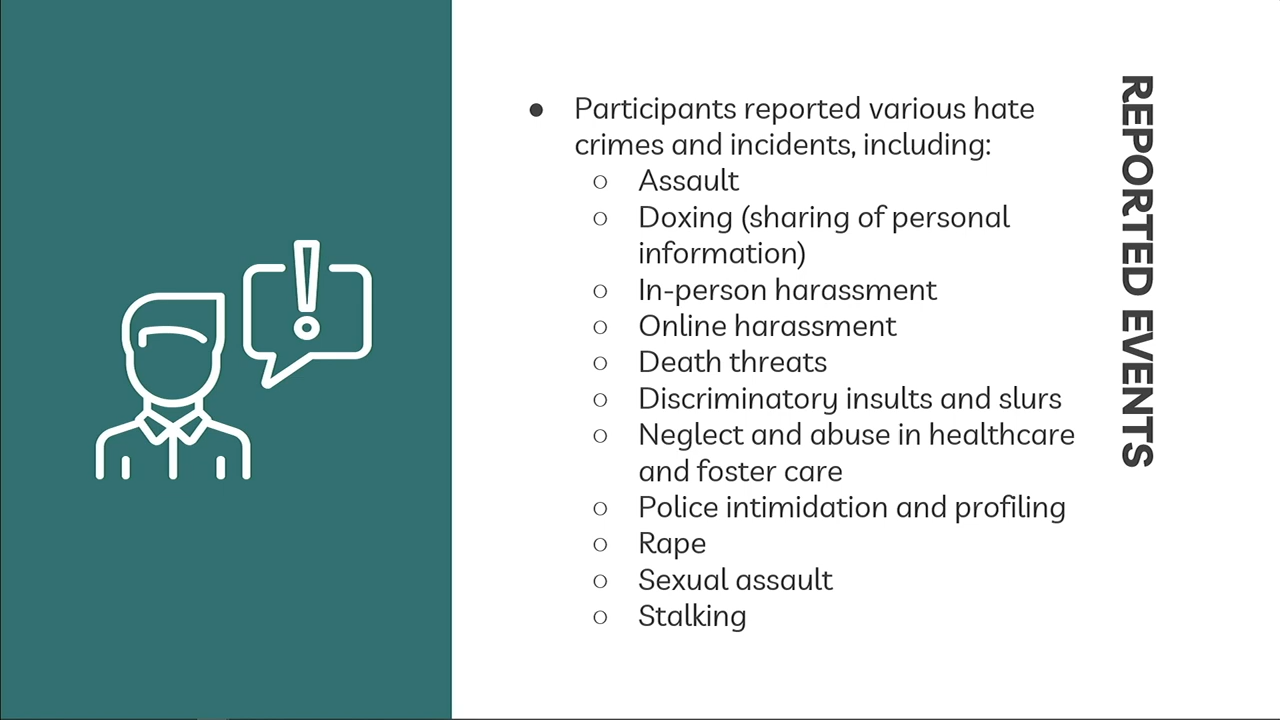 REPORTED EVENTS
● Participants reported various hate
crimes and incidents, including:
○ Assault
○ Doxing (sharing of personal
information)
○ In-person harassment
○ Online harassment
○ Death threats
○ Discriminatory insults and slurs
○ Neglect and abuse in healthcare
and foster care
○ Police intimidation and profiling
○ Rape
○ Sexual assault
○ Stalking